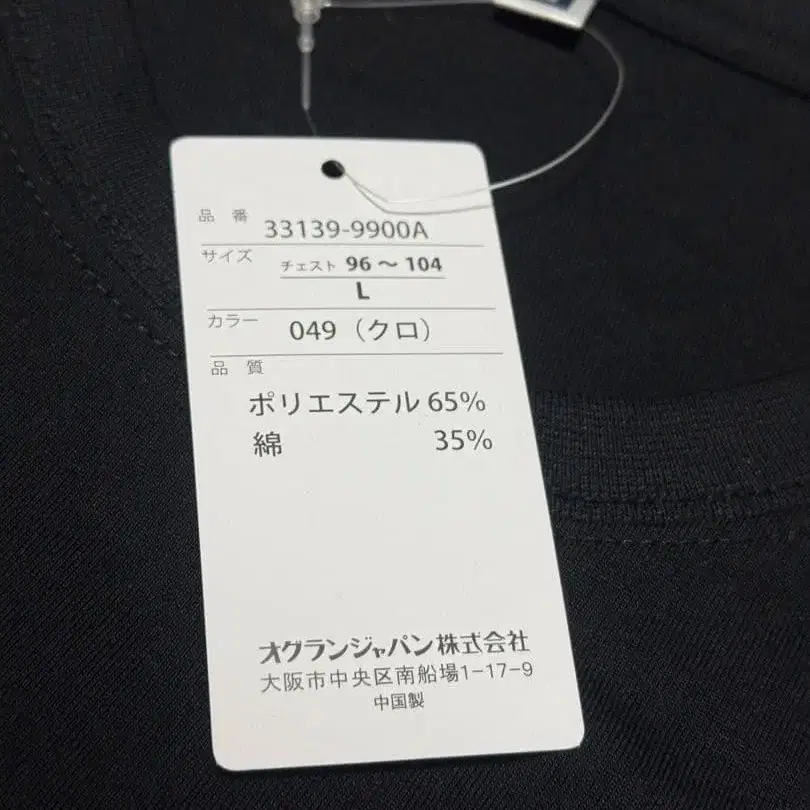 品 番 33139-9900A
サイズ チェスト 96 ～ 104
L
カラー 049（クロ）
品 質
ポリエステル 65%
綿 35%
オグランジャパン株式会社
大阪市中央区南船場1-17-9
中国製